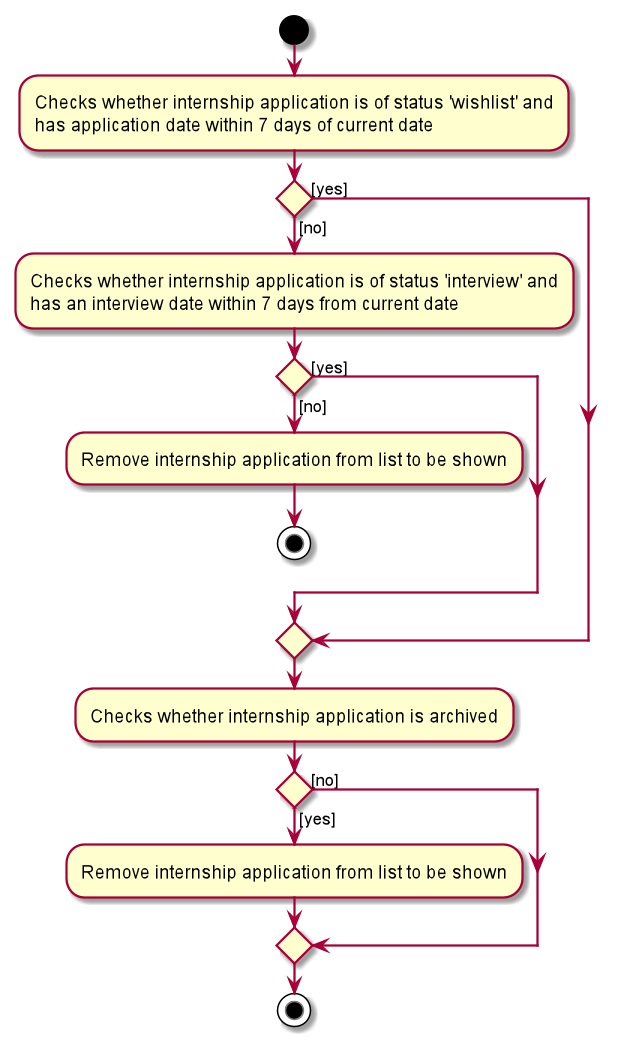 Checks whether internship application is of status 'wishlist' and
has application date within 7 days of current date
[yes]
[no]
Checks whether internship application is of status 'interview' and
has an interview date within 7 days from current date
[yes]
[no]
Remove internship application from list to be shown
Checks whether internship application is archived
[no]
[yes]
Remove internship application from list to be shown